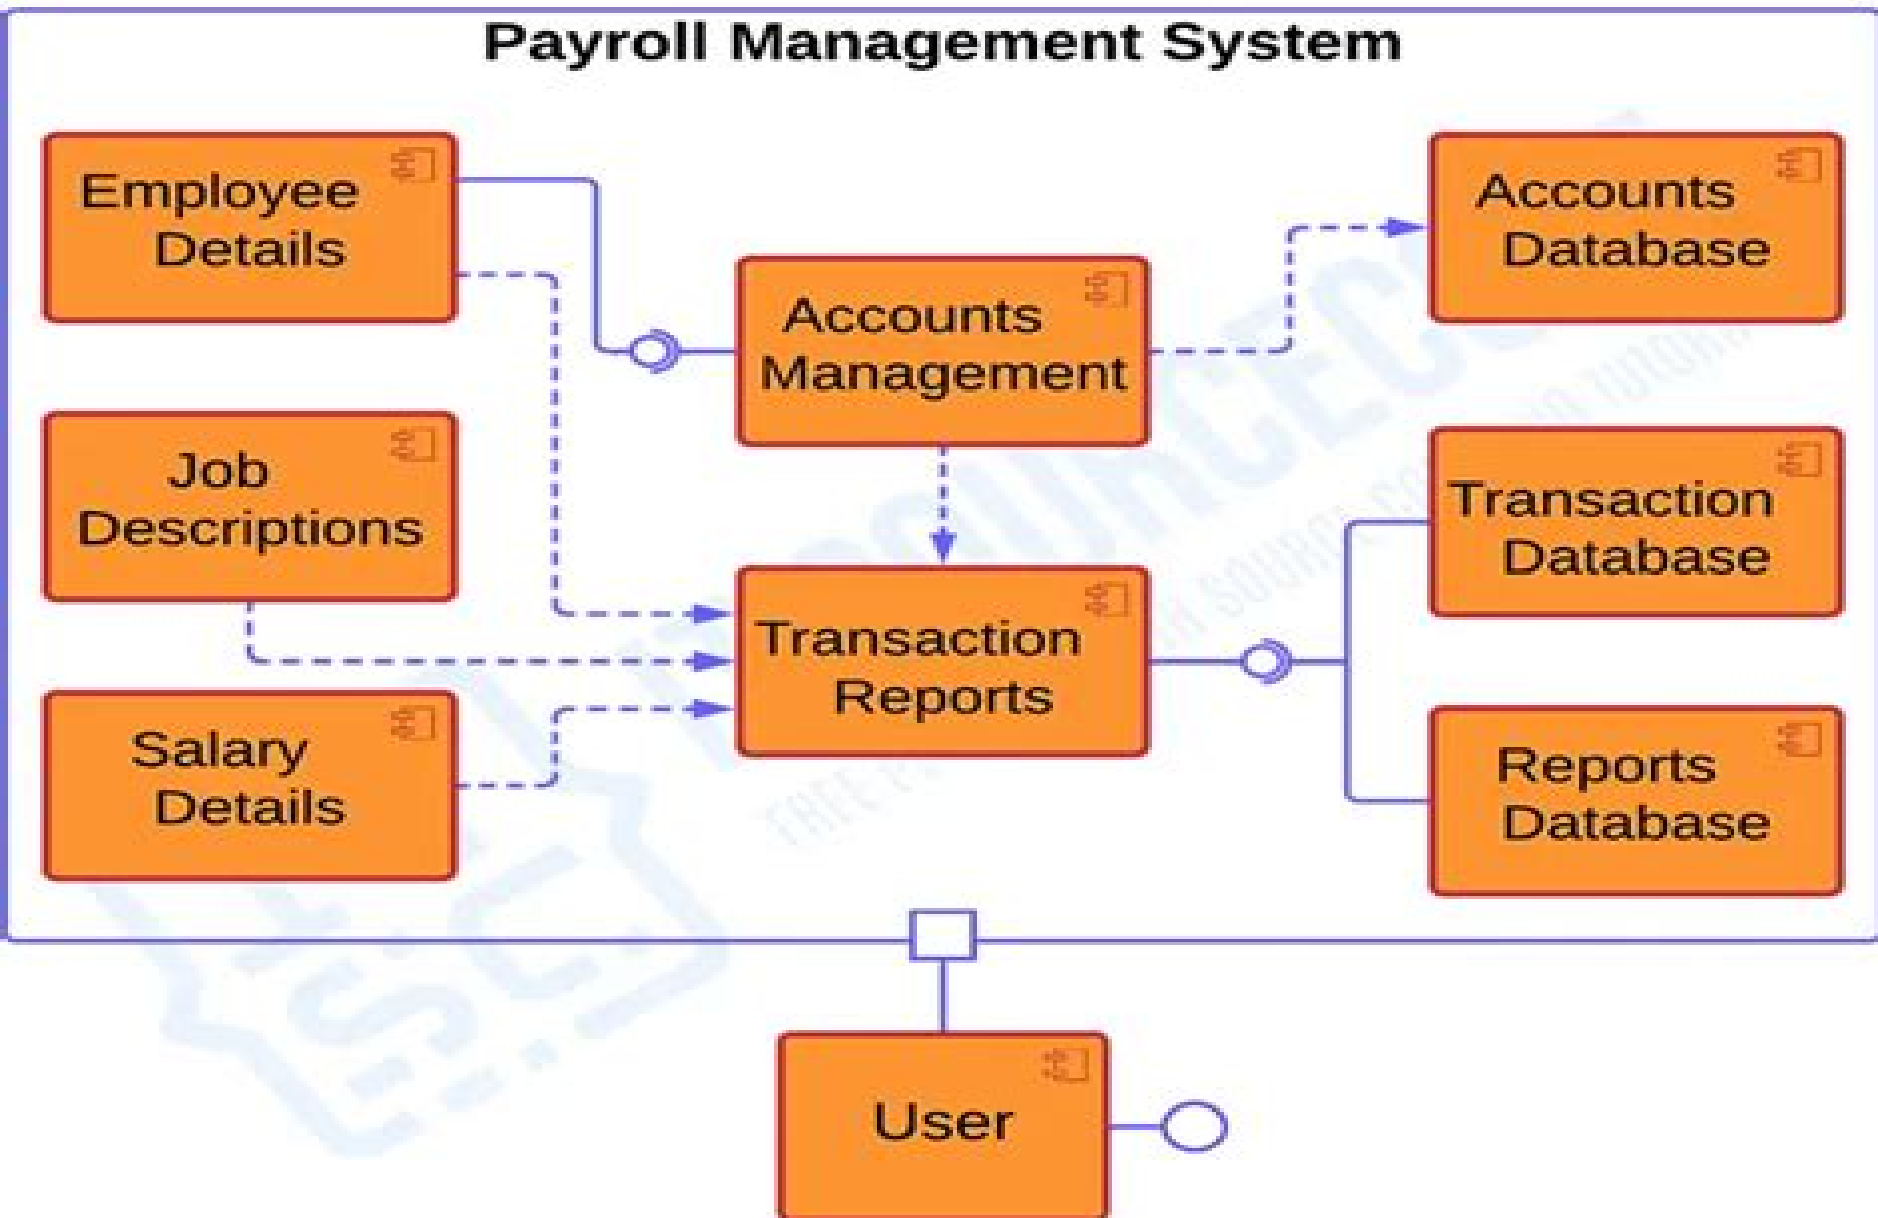 Payroll Management System
Employee
Details
Accounts
Database
Accounts
Management
Job
Descriptions
Transaction
Database
Transaction
Reports
Salary
Details
Reports
Database
User